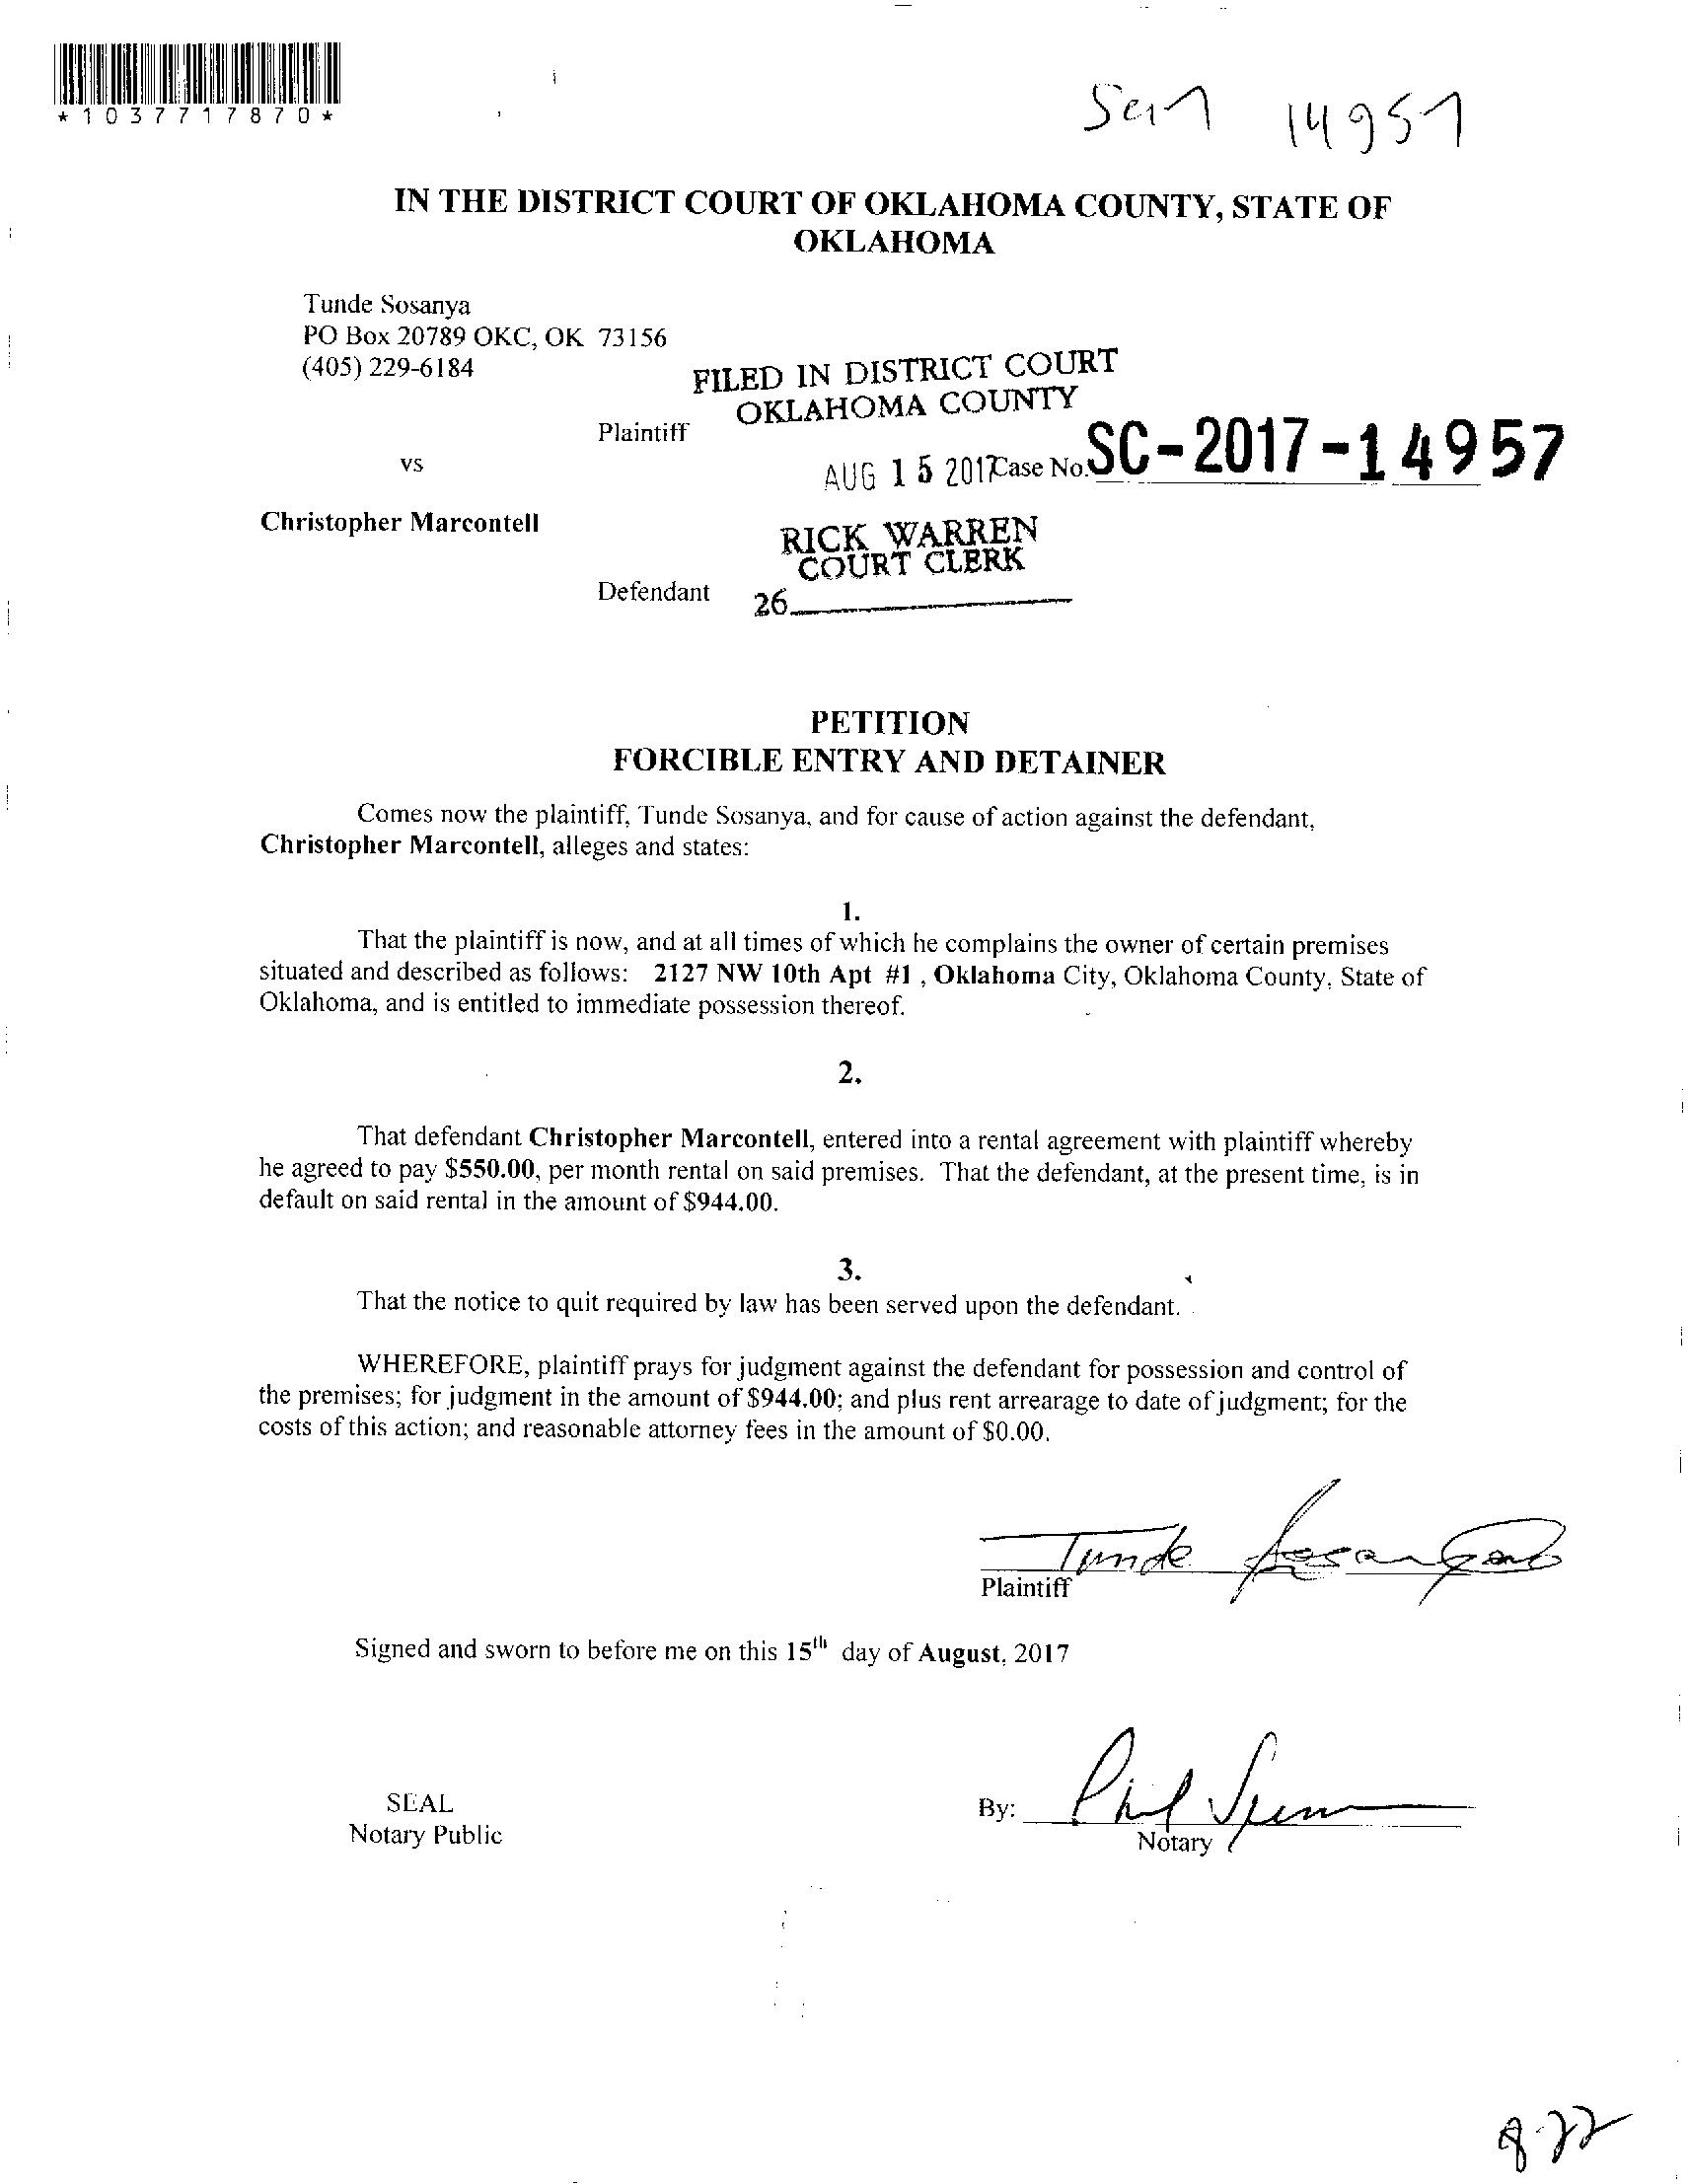 *1037717870*
SC17 14957
IN THE DISTRICT COURT OF OKLAHOMA COUNTY, STATE OF
OKLAHOMA
Tunde Sosanya
PO Box 20789 OKC, OK 73156
(405) 229-6184
FILED IN DISTRICT COURT
OKLAHOMA COUNTY
Plaintiff
vs
AUG 15 2017 Case No. SC-2017-14957
Christopher Marcontell
RICK WARREN
COURT CLERK
Defendant
26
PETITION
FORCIBLE ENTRY AND DETAINER
Comes now the plaintiff, Tunde Sosanya, and for cause of action against the defendant,
Christopher Marcontell, alleges and states:
1.
That the plaintiff is now, and at all times of which he complains the owner of certain premises
situated and described as follows: 2127 NW 10th Apt #1 , Oklahoma City, Oklahoma County, State of
Oklahoma, and is entitled to immediate possession thereof.
2.
That defendant Christopher Marcontell, entered into a rental agreement with plaintiff whereby
he agreed to pay $550.00, per month rental on said premises. That the defendant, at the present time, is in
default on said rental in the amount of $944.00.
3.
That the notice to quit required by law has been served upon the defendant.
WHEREFORE, plaintiff prays for judgment against the defendant for possession and control of
the premises; for judgment in the amount of $944.00; and plus rent arrearage to date of judgment; for the
costs of this action; and reasonable attorney fees in the amount of $0.00.
Tunde Sosanya
Plaintiff
Signed and sworn to before me on this 15th day of August, 2017
SEAL
Notary Public
By: Phil
Notary
8-22